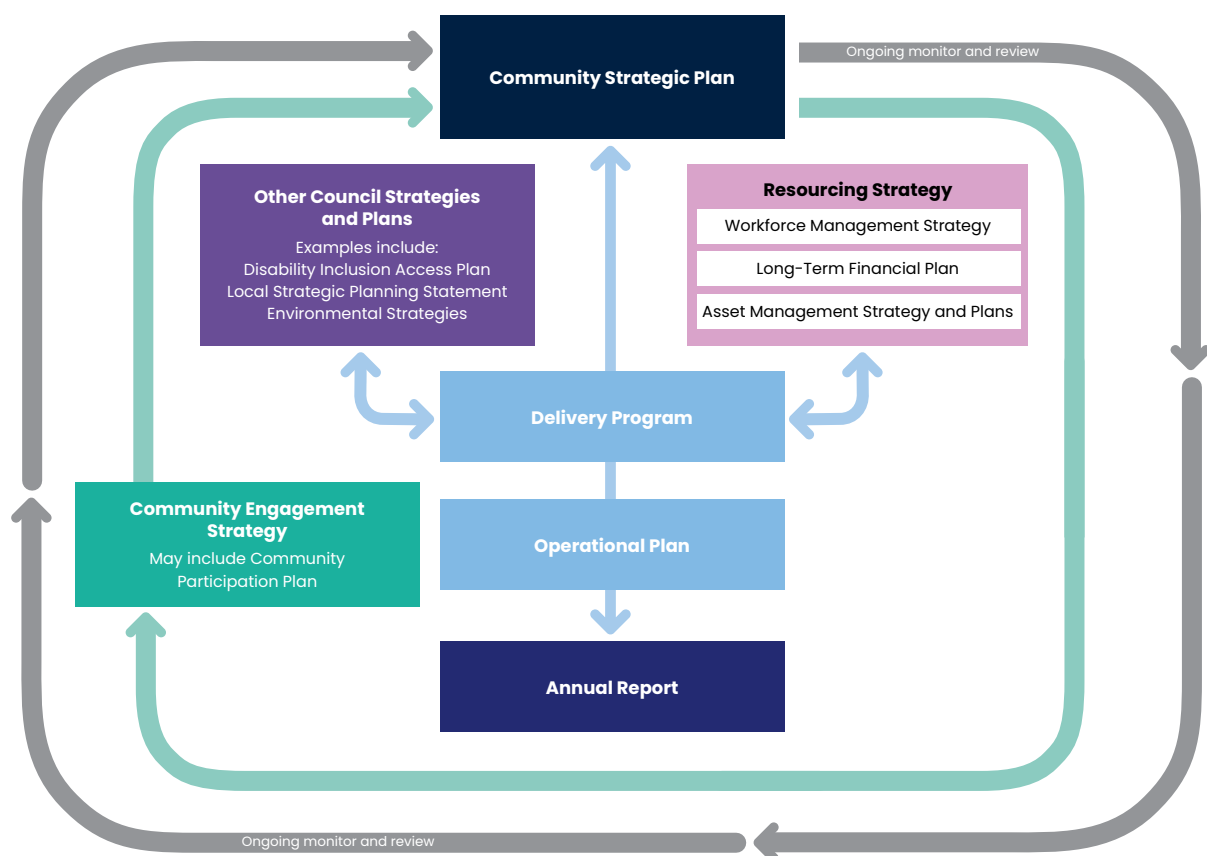 Community Strategic Plan
Ongoing monitor and review
Other Council Strategies
and Plans
Examples include:
Disability Inclusion Access Plan
Local Strategic Planning Statement
Environmental Strategies
Resourcing Strategy
Workforce Management Strategy
Long-Term Financial Plan
Asset Management Strategy and Plans
Delivery Program
Community Engagement
Strategy
May include Community
Participation Plan
Operational Plan
Annual Report
Ongoing monitor and review